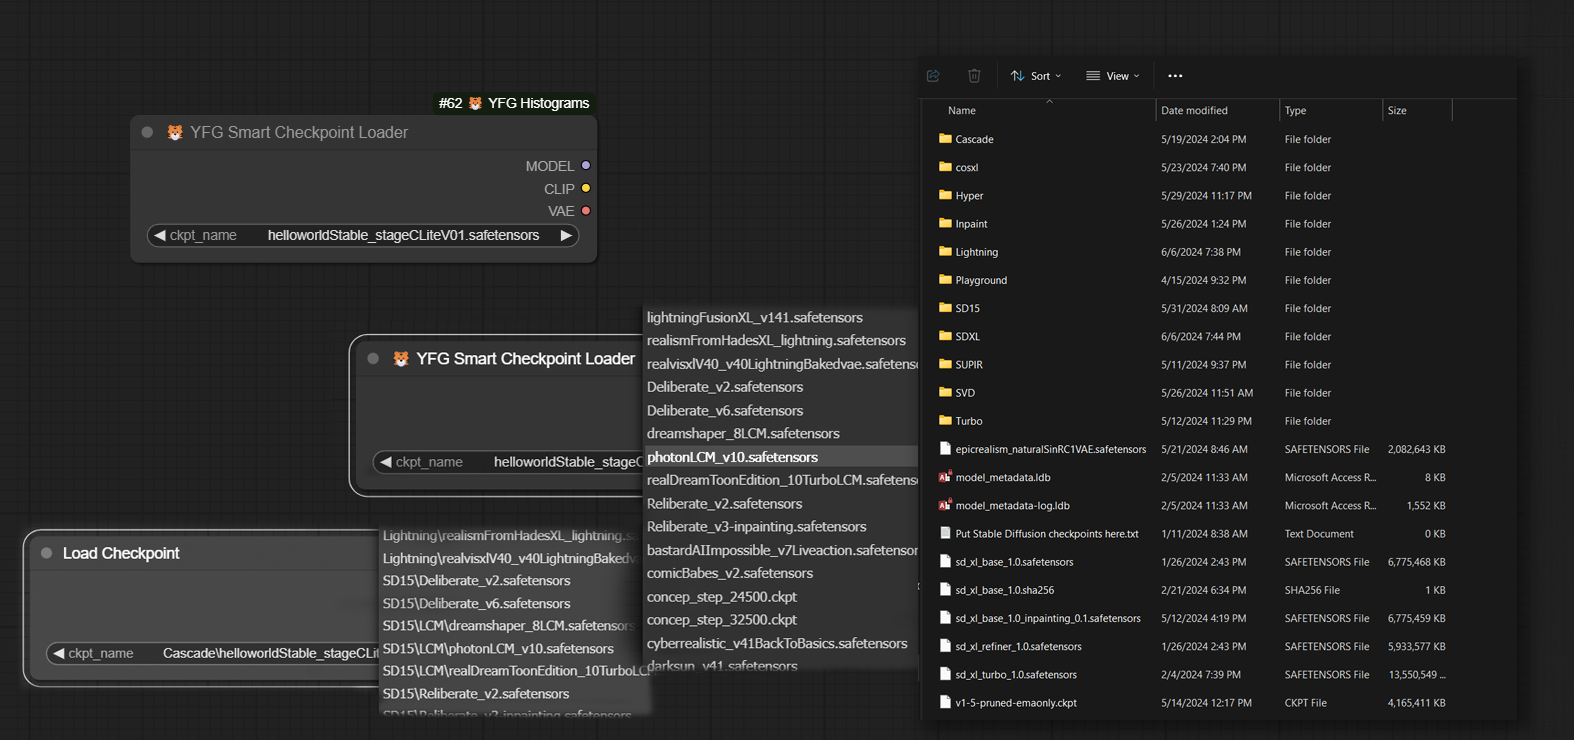 #62 🐯 YFG Histograms
🐯 YFG Smart Checkpoint Loader
MODEL
CLIP
VAE
ckpt_name helloworldStable_stageCLiteV01.safetensors
🐯 YFG Smart Checkpoint Loader
ckpt_name helloworldStable_stageC
lightningFusionXL_v141.safetensors
realismFromHadesXL_lightning.safetensors
realvisxlV40_v40LightningBakedvae.safetenso
Deliberate_v2.safetensors
Deliberate_v6.safetensors
dreamshaper_8LCM.safetensors
photonLCM_v10.safetensors
realDreamToonEdition_10TurboLCM.safetenso
Reliberate_v2.safetensors
Reliberate_v3-inpainting.safetensors
bastardAIImpossible_v7Liveaction.safetensor
comicBabes_v2.safetensors
concep_step_24500.ckpt
concep_step_32500.ckpt
cyberrealistic_v41BackToBasics.safetensors
darksun_v41.safetensors
Load Checkpoint
ckpt_name Cascade\helloworldStable_stageCLit
Lightning\realismFromHadesXL_lightning.sa
Lightning\realvisxlV40_v40LightningBakedva
SD15\Deliberate_v2.safetensors
SD15\Deliberate_v6.safetensors
SD15\LCM\dreamshaper_8LCM.safetensors
SD15\LCM\photonLCM_v10.safetensors
SD15\LCM\realDreamToonEdition_10TurboLC
SD15\Reliberate_v2.safetensors
SD15\Reliberate_v3-inpainting.safetensors
Sort View ...
Name Date modified Type Size
Cascade 5/19/2024 2:04 PM File folder
cosxl 5/23/2024 7:40 PM File folder
Hyper 5/29/2024 11:17 PM File folder
Inpaint 5/26/2024 1:24 PM File folder
Lightning 6/6/2024 7:38 PM File folder
Playground 4/15/2024 9:32 PM File folder
SD15 5/31/2024 8:09 AM File folder
SDXL 6/6/2024 7:44 PM File folder
SUPIR 5/11/2024 9:37 PM File folder
SVD 5/26/2024 11:51 AM File folder
Turbo 5/12/2024 11:29 PM File folder
epicrealism_naturalSinRC1VAE.safetensors 5/21/2024 8:46 AM SAFETENSORS File 2,082,643 KB
model_metadata.ldb 2/5/2024 11:33 AM Microsoft Access R... 8 KB
model_metadata-log.ldb 2/5/2024 11:33 AM Microsoft Access R... 1,552 KB
Put Stable Diffusion checkpoints here.txt 1/11/2024 8:38 AM Text Document 0 KB
sd_xl_base_1.0.safetensors 1/26/2024 2:43 PM SAFETENSORS File 6,775,468 KB
sd_xl_base_1.0.sha256 2/21/2024 6:34 PM SHA256 File 1 KB
sd_xl_base_1.0_inpainting_0.1.safetensors 5/12/2024 4:19 PM SAFETENSORS File 6,775,459 KB
sd_xl_refiner_1.0.safetensors 1/26/2024 2:43 PM SAFETENSORS File 5,933,577 KB
sd_xl_turbo_1.0.safetensors 2/4/2024 7:39 PM SAFETENSORS File 13,550,549 ...
v1-5-pruned-emaonly.ckpt 5/14/2024 12:17 PM CKPT File 4,165,411 KB